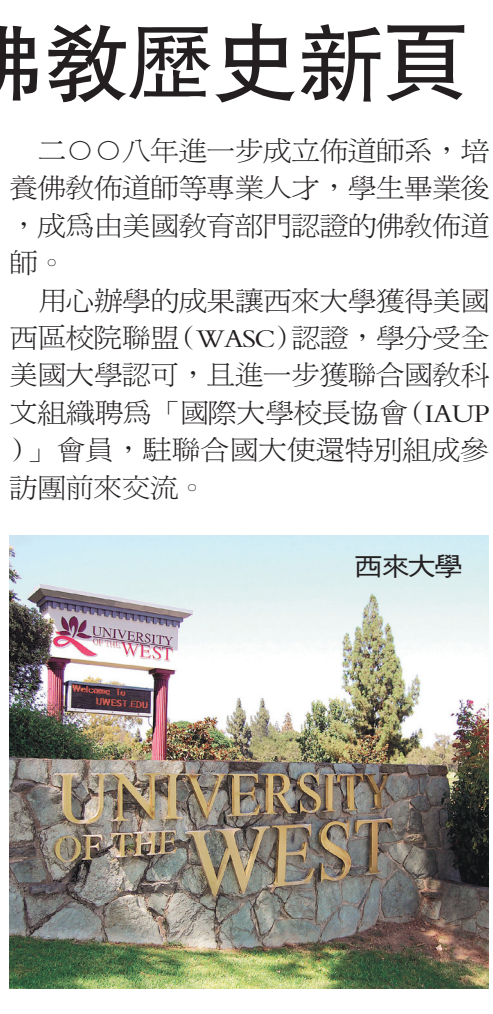 佛教歷史新頁
二〇〇八年進一步成立佈道師系，培
養佛教佈道師等專業人才，學生畢業後
，成爲由美國教育部門認證的佛教佈道
師。
用心辦學的成果讓西來大學獲得美國
西區校院聯盟(WASC)認證，學分受全
美國大學認可，且進一步獲聯合國教科
文組織聘爲「國際大學校長協會(IAUP
)」會員，駐聯合國大使還特別組成參
訪團前來交流。
西來大學
UNIVERSITY
OF THE WEST
Welcome To
UWEST.EDU
UNIVERSITY
OF THE WEST